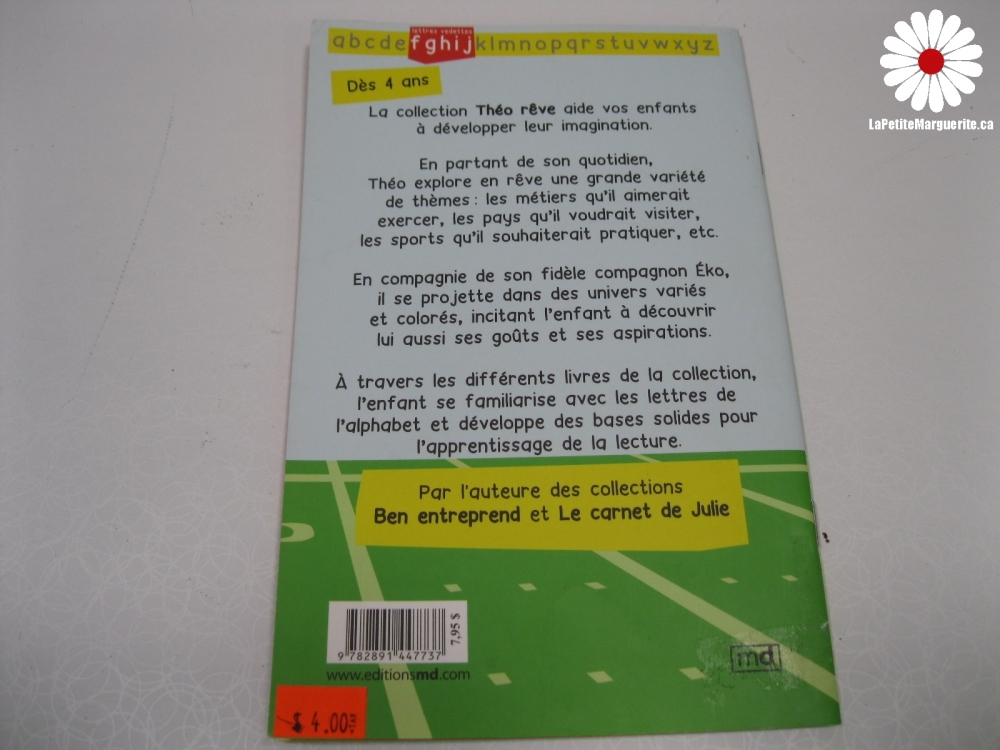 lettres vedettes
abcdefghijklmnopqrstuvwxyz
LaPetiteMarguerite.ca
Dès 4 ans
La collection Théo rêve aide vos enfants
à développer leur imagination.
En partant de son quotidien,
Théo explore en rêve une grande variété
de thèmes : les métiers qu'il aimerait
exercer, les pays qu'il voudrait visiter,
les sports qu'il souhaiterait pratiquer, etc.
En compagnie de son fidèle compagnon Éko,
il se projette dans des univers variés
et colorés, incitant l'enfant à découvrir
lui aussi ses goûts et ses aspirations.
À travers les différents livres de la collection,
l'enfant se familiarise avec les lettres de
l'alphabet et développe des bases solides pour
l'apprentissage de la lecture.
Par l'auteure des collections
Ben entreprend et Le carnet de Julie
7,95 $
9 782891 447737
www.editionsmd.com
md
$ 4.00